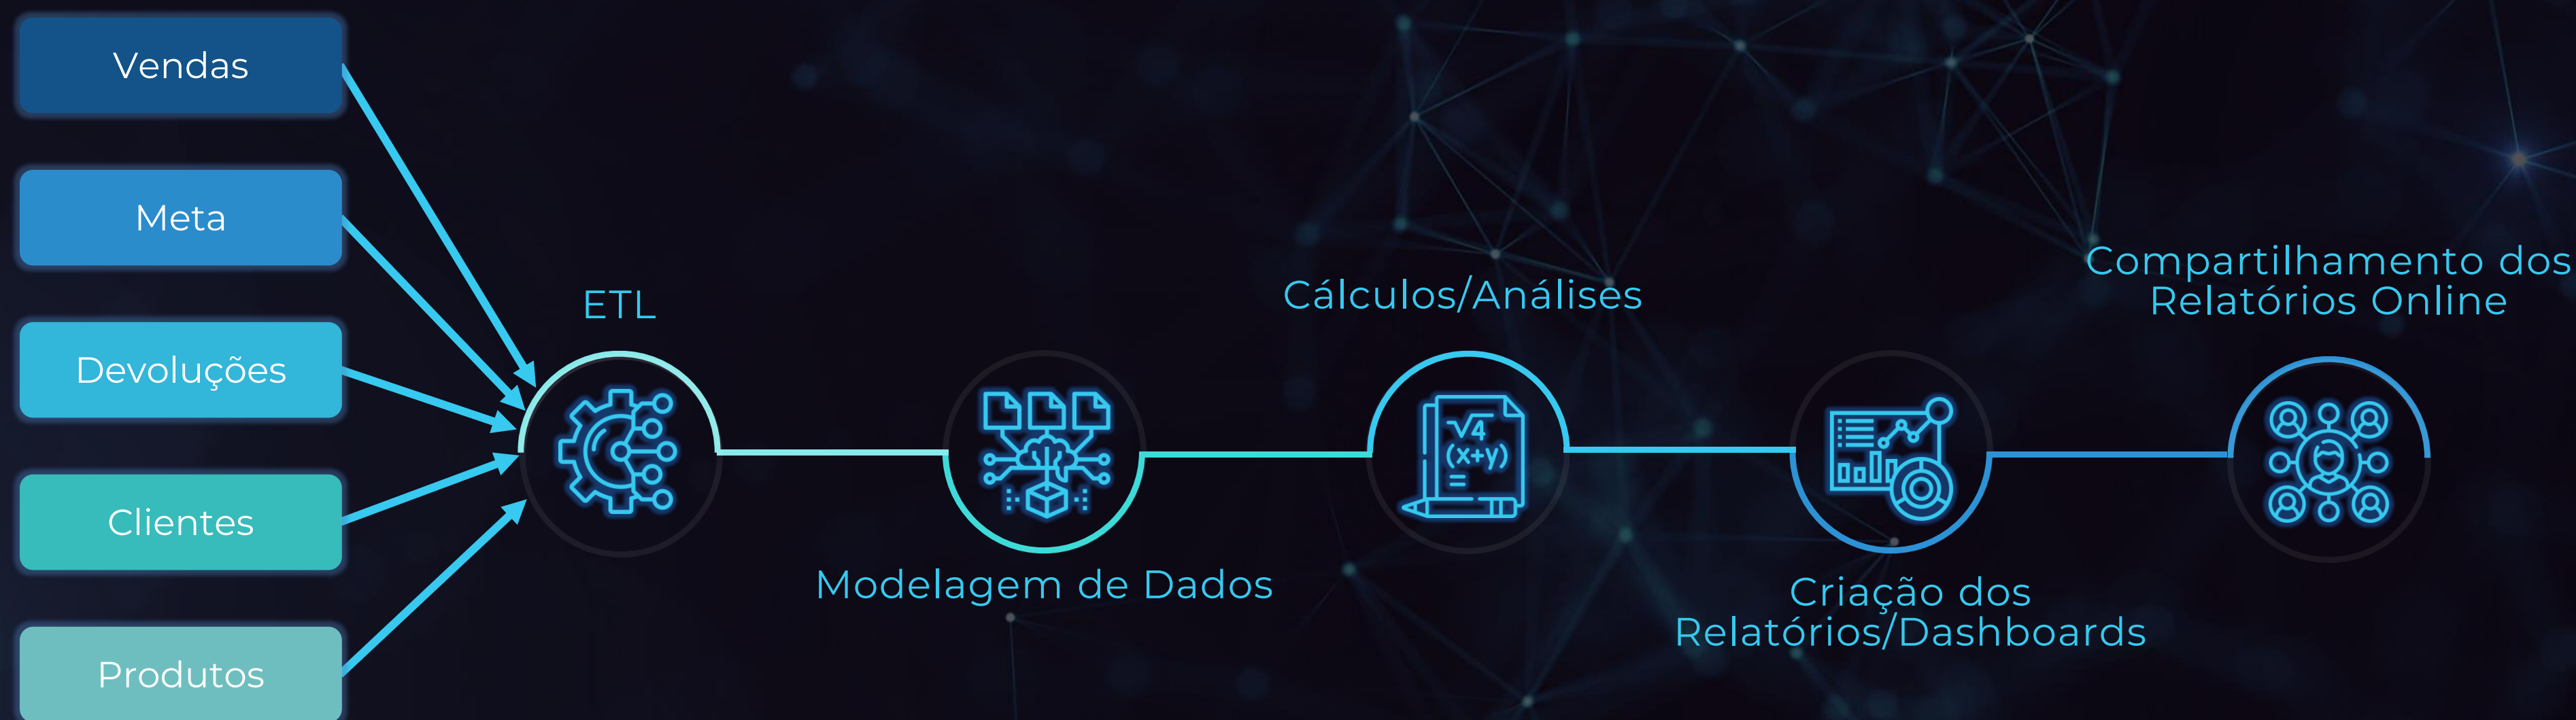 Vendas
Meta
Devoluções
Clientes
Produtos
ETL
Modelagem de Dados
Cálculos/Análises
√4
(x+y)
=
Criação dos
Relatórios/Dashboards
Compartilhamento dos
Relatórios Online